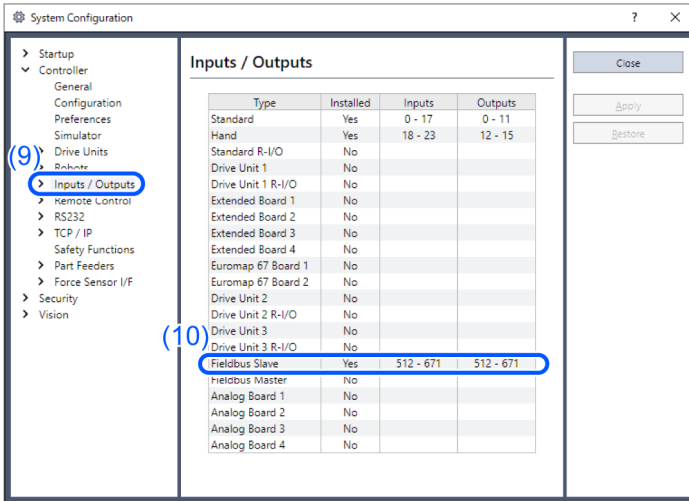 System Configuration
? ×
Startup
Controller
General
Configuration
Preferences
Simulator
Drive Units
(9)
Robots
Inputs / Outputs
Remote Control
RS232
TCP / IP
Safety Functions
Part Feeders
Force Sensor I/F
Security
Vision
Inputs / Outputs
Type Installed Inputs Outputs
Standard Yes 0 - 17 0 - 11
Hand Yes 18 - 23 12 - 15
Standard R-I/O No
Drive Unit 1 No
Drive Unit 1 R-I/O No
Extended Board 1 No
Extended Board 2 No
Extended Board 3 No
Extended Board 4 No
Euromap 67 Board 1 No
Euromap 67 Board 2 No
Drive Unit 2 No
Drive Unit 2 R-I/O No
(10)
Drive Unit 3 No
Drive Unit 3 R-I/O No
Fieldbus Slave Yes 512 - 671 512 - 671
Fieldbus Master No
Analog Board 1 No
Analog Board 2 No
Analog Board 3 No
Analog Board 4 No
Close
Apply
Restore